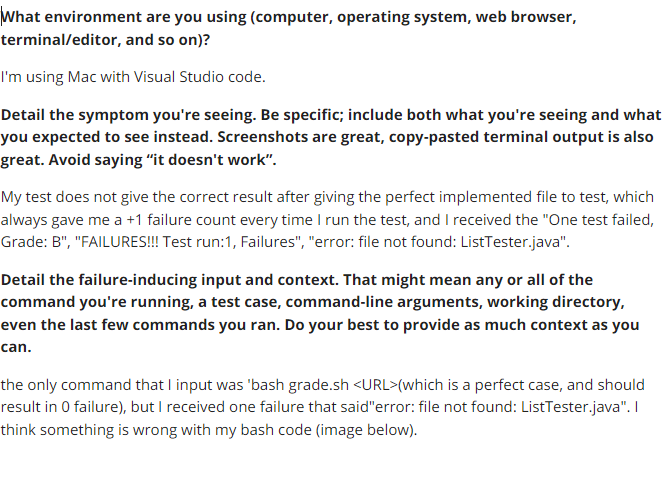 What environment are you using (computer, operating system, web browser,
terminal/editor, and so on)?
I'm using Mac with Visual Studio code.
Detail the symptom you're seeing. Be specific; include both what you're seeing and what
you expected to see instead. Screenshots are great, copy-pasted terminal output is also
great. Avoid saying “it doesn't work”.
My test does not give the correct result after giving the perfect implemented file to test, which
always gave me a +1 failure count every time I run the test, and I received the "One test failed,
Grade: B", "FAILURES!!! Test run:1, Failures", "error: file not found: ListTester.java".
Detail the failure-inducing input and context. That might mean any or all of the
command you're running, a test case, command-line arguments, working directory,
even the last few commands you ran. Do your best to provide as much context as you
can.
the only command that I input was 'bash grade.sh <URL>(which is a perfect case, and should
result in 0 failure), but I received one failure that said"error: file not found: ListTester.java". I
think something is wrong with my bash code (image below).